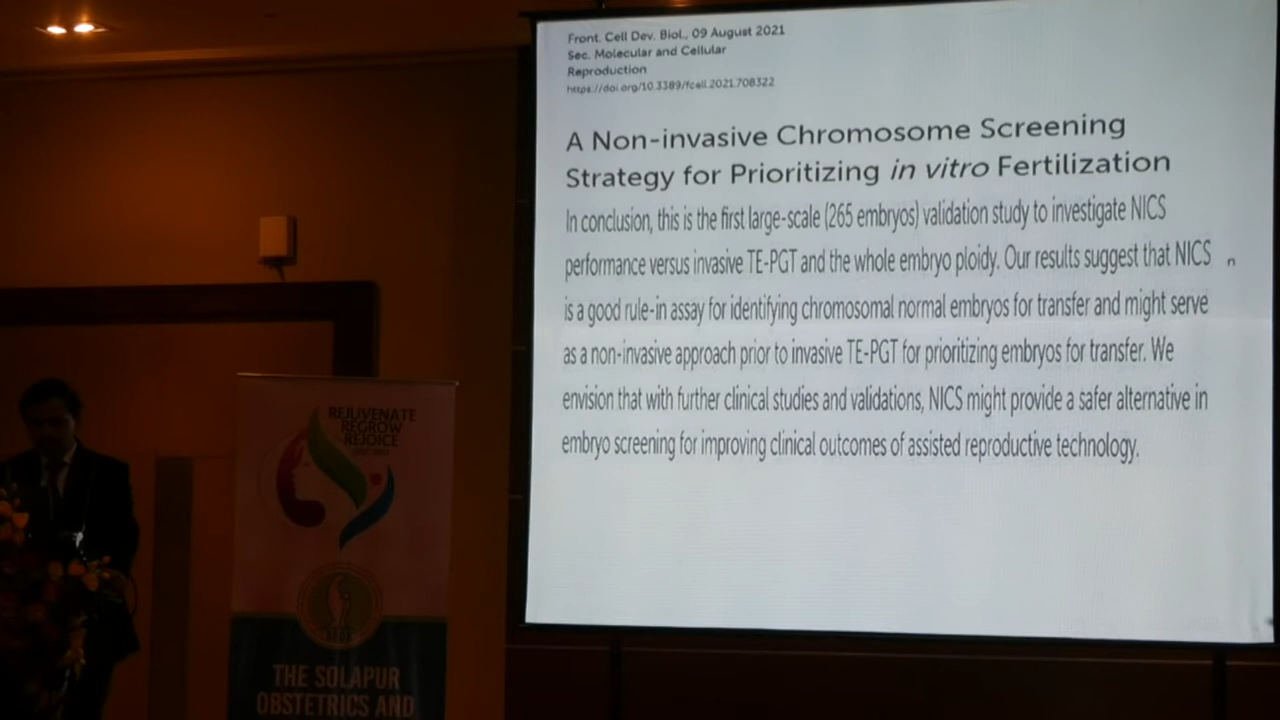 Front. Cell Dev. Biol., 09 August 2021
Sec. Molecular and Cellular
Reproduction
https://doi.org/10.3389/fcell.2021.708322
A Non-invasive Chromosome Screening
Strategy for Prioritizing in vitro Fertilization
In conclusion, this is the first large-scale (265 embryos) validation study to investigate NICS
performance versus invasive TE-PGT and the whole embryo ploidy. Our results suggest that NICS
is a good rule-in assay for identifying chromosomal normal embryos for transfer and might serve
as a non-invasive approach prior to invasive TE-PGT for prioritizing embryos for transfer. We
envision that with further clinical studies and validations, NICS might provide a safer alternative in
embryo screening for improving clinical outcomes of assisted reproductive technology.
n
REJUVENATE
REGROW
REJOICE
THE SOLAPUR
OBSTETRICS AND